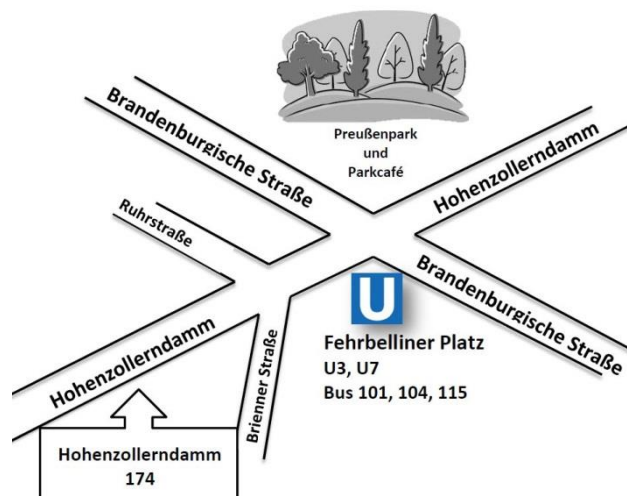 Preußenpark
und
Parkcafé
Brandenburgische Straße
Hohenzollerndamm
Ruhrstraße
Brandenburgische Straße
U
Fehrbelliner Platz
U3, U7
Bus 101, 104, 115
Hohenzollerndamm
Brienner Straße
Hohenzollerndamm
174